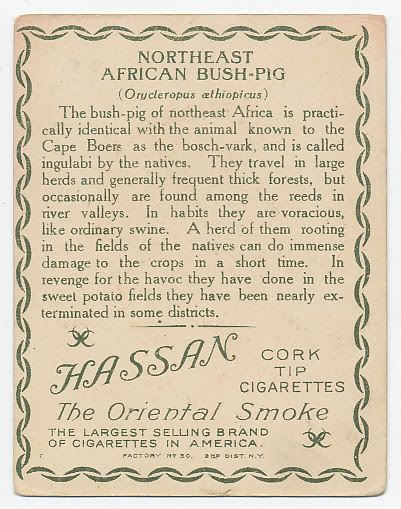 NORTHEAST
AFRICAN BUSH-PIG
(Orycteropus æthiopicus)
The bush-pig of northeast Africa is practi-
cally identical with the animal known to the
Cape Boers as the bosch-vark, and is called
ingulabi by the natives. They travel in large
herds and generally frequent thick forests, but
occasionally are found among the reeds in
river valleys. In habits they are voracious,
like ordinary swine. A herd of them rooting
in the fields of the natives can do immense
damage to the crops in a short time. In
revenge for the havoc they have done in the
sweet potato fields they have been nearly ex-
terminated in some districts.
HASSAN
CORK
TIP
CIGARETTES
The Oriental Smoke
THE LARGEST SELLING BRAND
OF CIGARETTES IN AMERICA.
FACTORY Nº 30. 2ND DIST. N.Y.